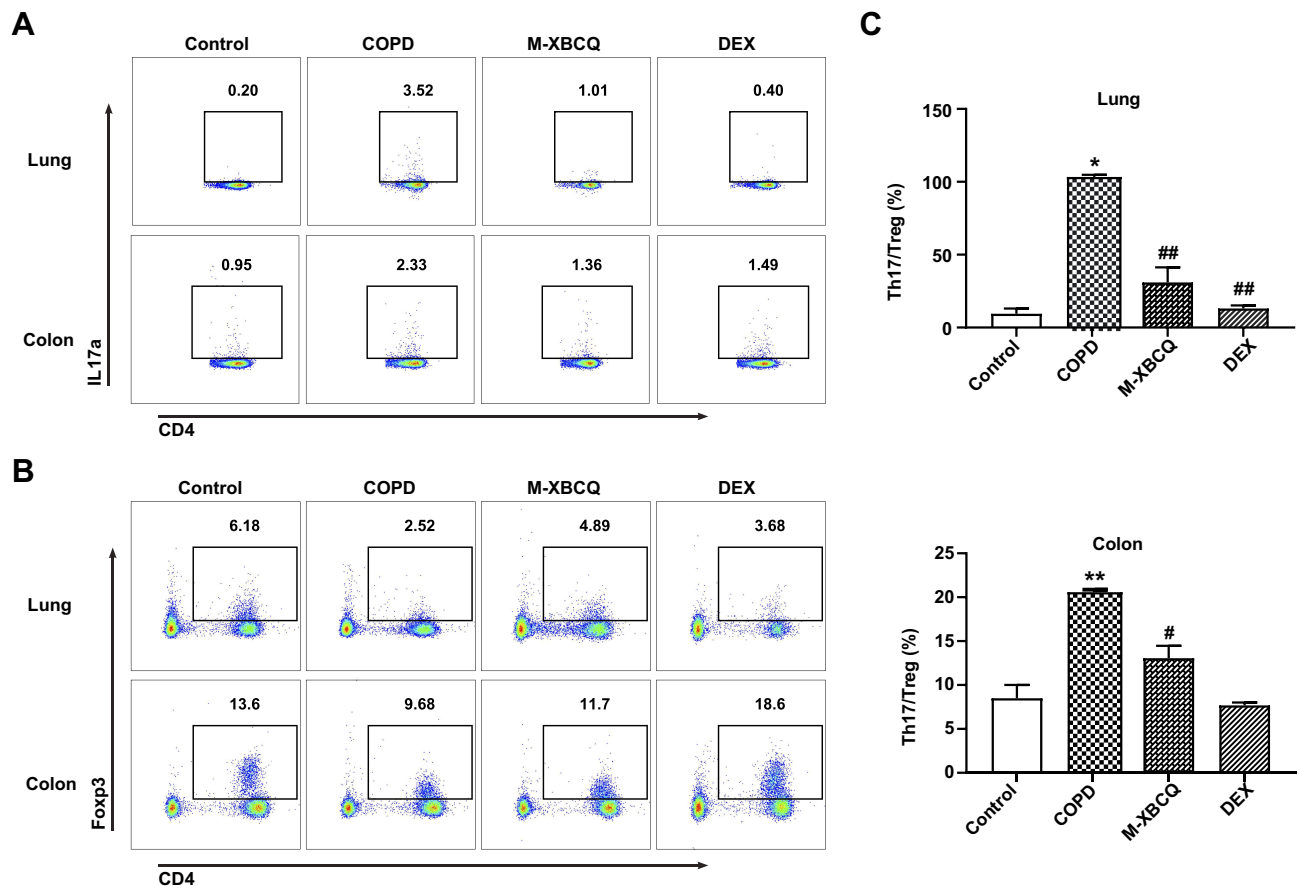 A
Control COPD M-XBCQ DEX
0.20 3.52 1.01 0.40
Lung
0.95 2.33 1.36 1.49
Colon
IL17a
CD4
B
Control COPD M-XBCQ DEX
6.18 2.52 4.89 3.68
Lung
13.6 9.68 11.7 18.6
Colon
Foxp3
CD4
C
Lung
Th17/Treg (%)
150
100
50
0
*
##
##
Control COPD M-XBCQ DEX
Colon
Th17/Treg (%)
25
20
15
10
5
0
**
#
Control COPD M-XBCQ DEX